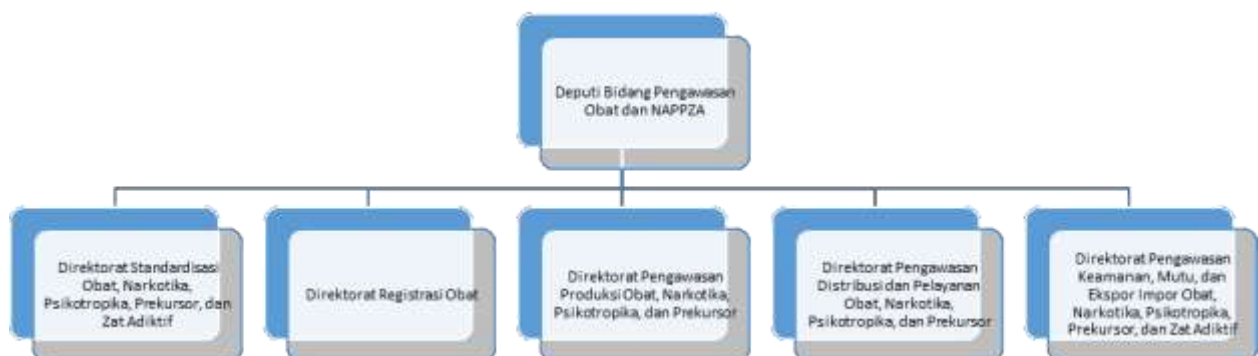 Deputi Bidang Pengawasan
Obat dan NAPPZA
Direktorat Standardisasi
Obat, Narkotika,
Psikotropika, Prekursor, dan
Zat Adiktif
Direktorat Registrasi Obat
Direktorat Pengawasan
Produksi Obat, Narkotika,
Psikotropika, dan Prekursor
Direktorat Pengawasan
Distribusi dan Pelayanan
Obat, Narkotika,
Psikotropika, dan Prekursor
Direktorat Pengawasan
Keamanan, Mutu, dan
Ekspor Impor Obat,
Narkotika, Psikotropika,
Prekursor, dan Zat Adiktif